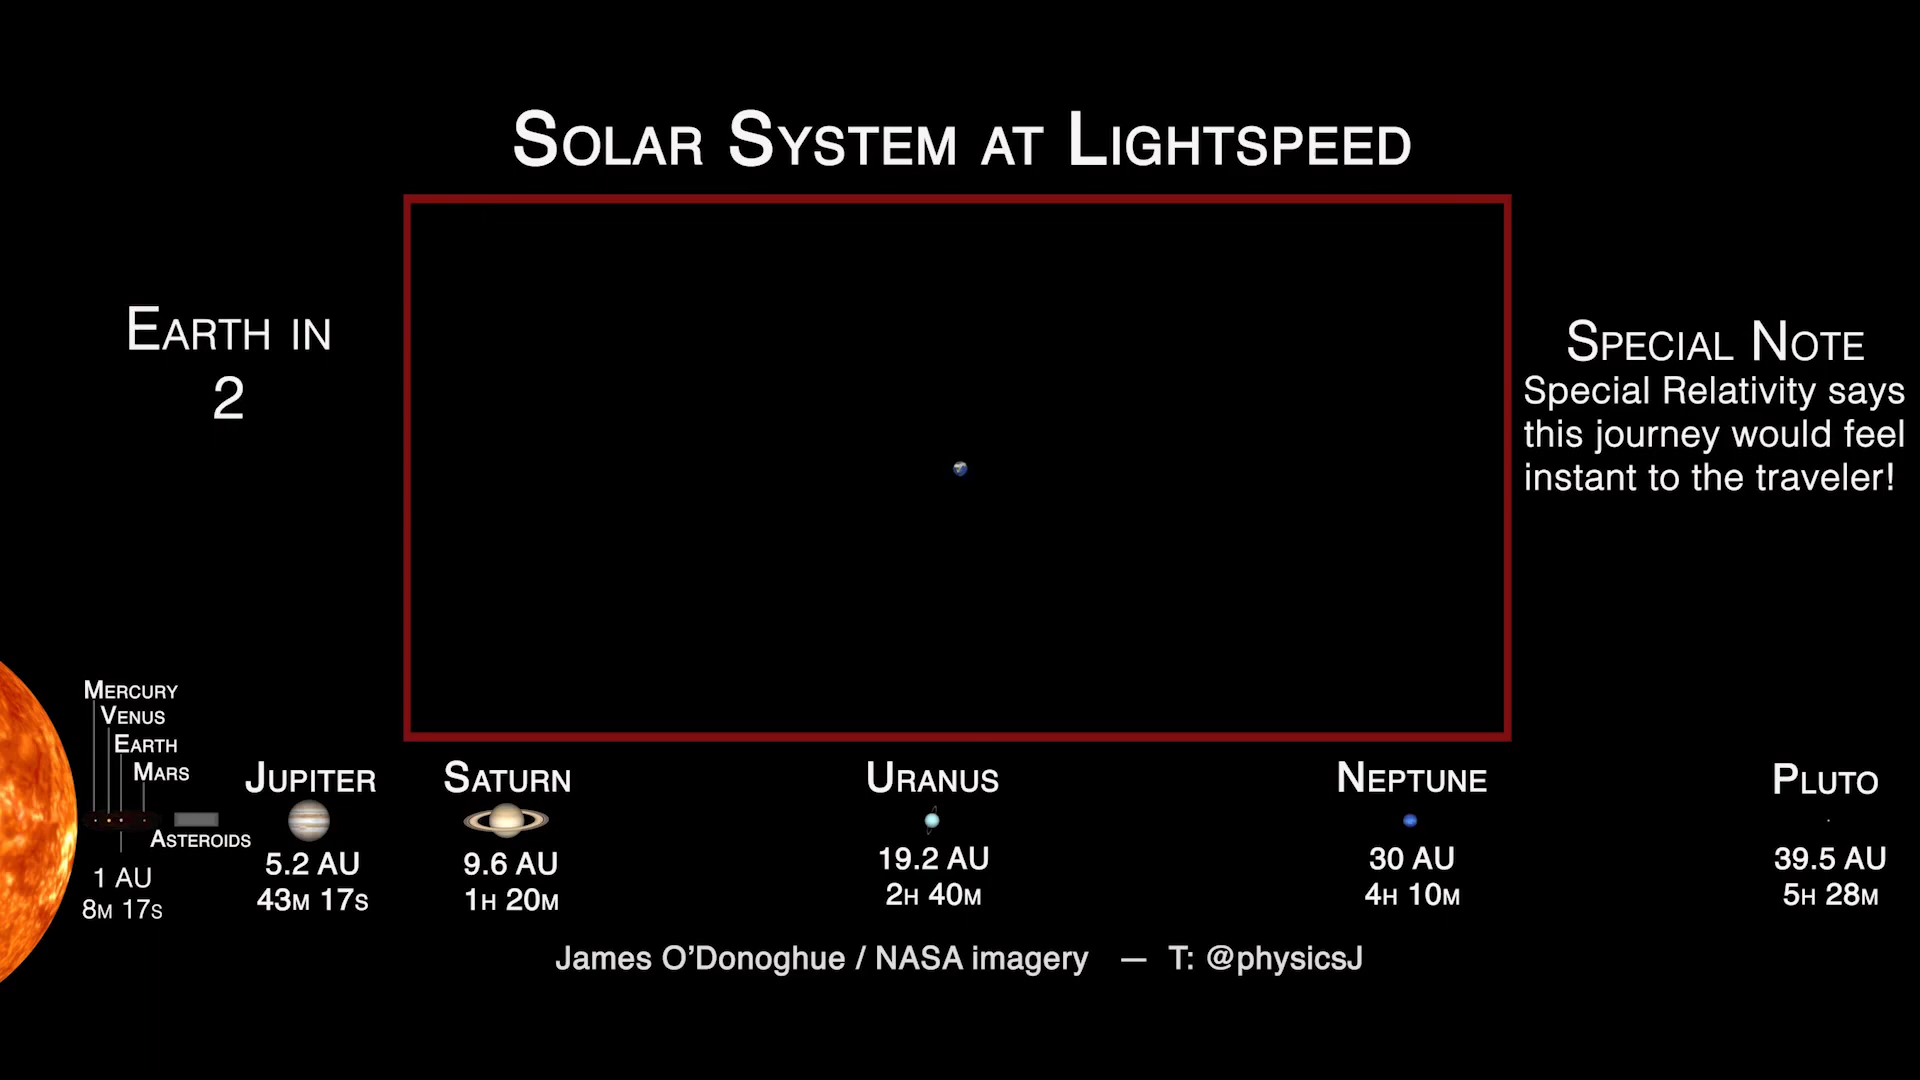 SOLAR SYSTEM AT LIGHTSPEED
EARTH IN
2
SPECIAL NOTE
Special Relativity says
this journey would feel
instant to the traveler!
MERCURY
VENUS
EARTH
MARS
ASTEROIDS
1 AU
8M 17S
JUPITER
5.2 AU
43M 17S
SATURN
9.6 AU
1H 20M
URANUS
19.2 AU
2H 40M
NEPTUNE
30 AU
4H 10M
PLUTO
39.5 AU
5H 28M
James O’Donoghue / NASA imagery — T: @physicsJ